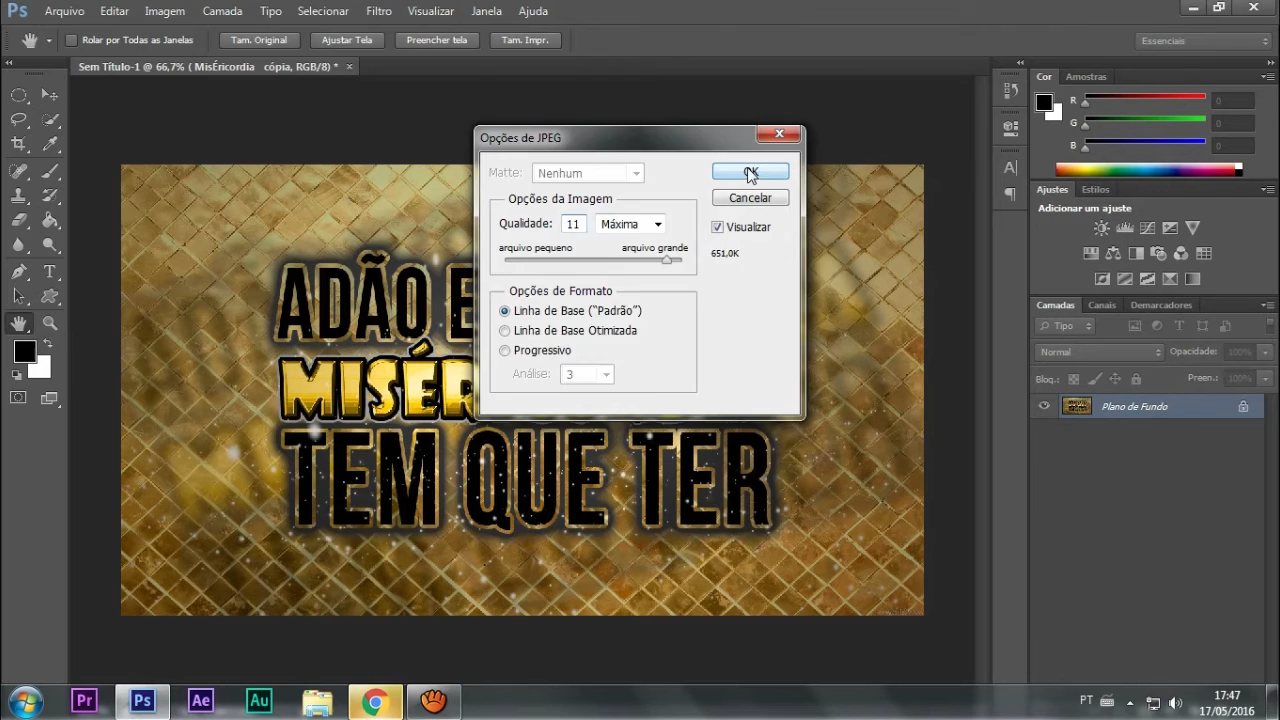 Ps Arquivo Editar Imagem Camada Tipo Selecionar Filtro Visualizar Janela Ajuda
Rolar por Todas as Janelas Tam. Original Ajustar Tela Preencher tela Tam. Impr. Essenciais
Sem Título-1 @ 66,7% ( MisÉricordia cópia, RGB/8) *
Cor Amostras
R 0
G 0
B 0
Ajustes Estilos
Adicionar um ajuste
Camadas Canais Demarcadores
Tipo
Normal Opacidade: 100%
Bloq.: Preen.: 100%
Plano de Fundo
Opções de JPEG
Matte: Nenhum
OK
Cancelar
Visualizar
651,0K
Opções da Imagem
Qualidade: 11 Máxima
arquivo pequeno arquivo grande
Opções de Formato
Linha de Base ("Padrão")
Linha de Base Otimizada
Progressivo
Análise: 3
ADÃO E
MISÉR
TEM QUE TER
Pr Ps Ae Au
PT 17:47
17/05/2016